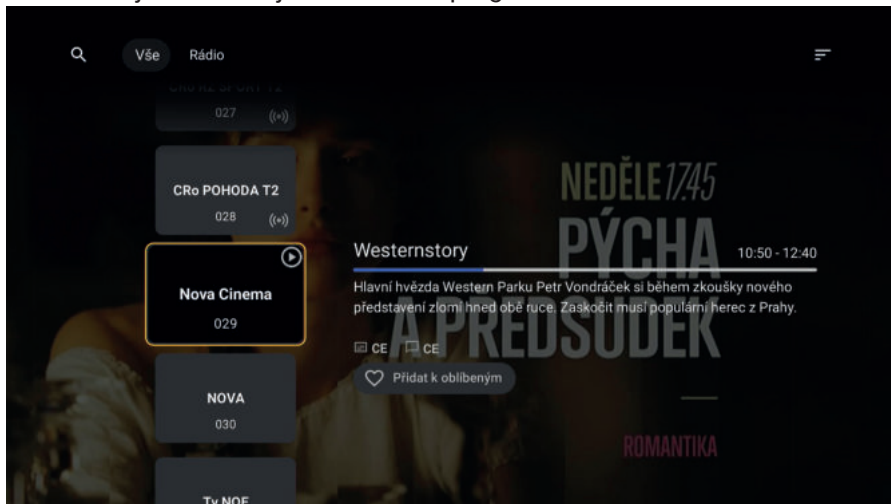 Vše
Rádio
027
CRo POHODA T2
028
Nova Cinema
029
NOVA
030
Tv NOE
Westernstory
10:50 - 12:40
Hlavní hvězda Western Parku Petr Vondráček si během zkoušky nového
představení zlomí hned obě ruce. Zaskočit musí populární herec z Prahy.
CE
CE
Přidat k oblíbeným
NEDĚLE 17.45
PÝCHA
A PŘEDSUDEK
ROMANTIKA